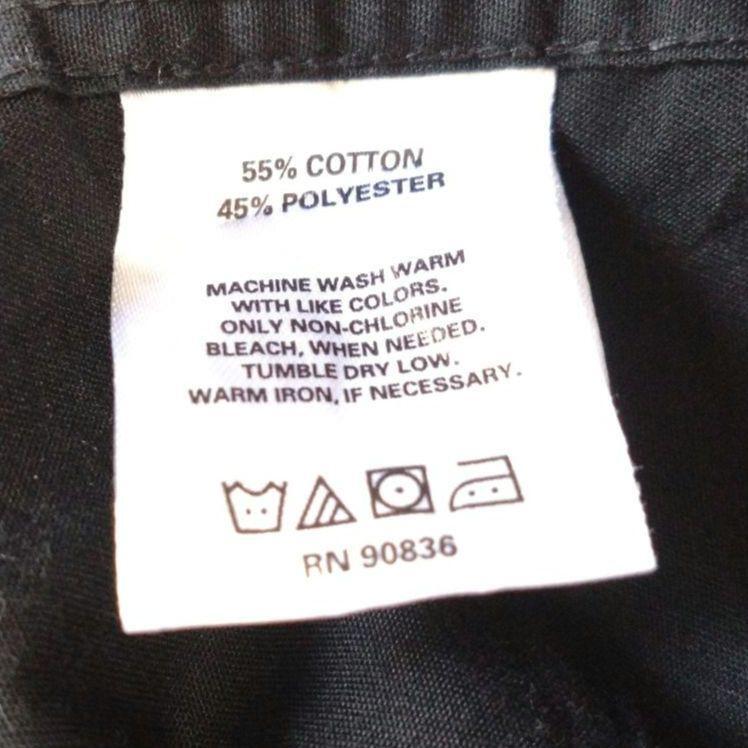 55% COTTON
45% POLYESTER
MACHINE WASH WARM
WITH LIKE COLORS.
ONLY NON-CHLORINE
BLEACH, WHEN NEEDED.
TUMBLE DRY LOW.
WARM IRON, IF NECESSARY.
RN 90836